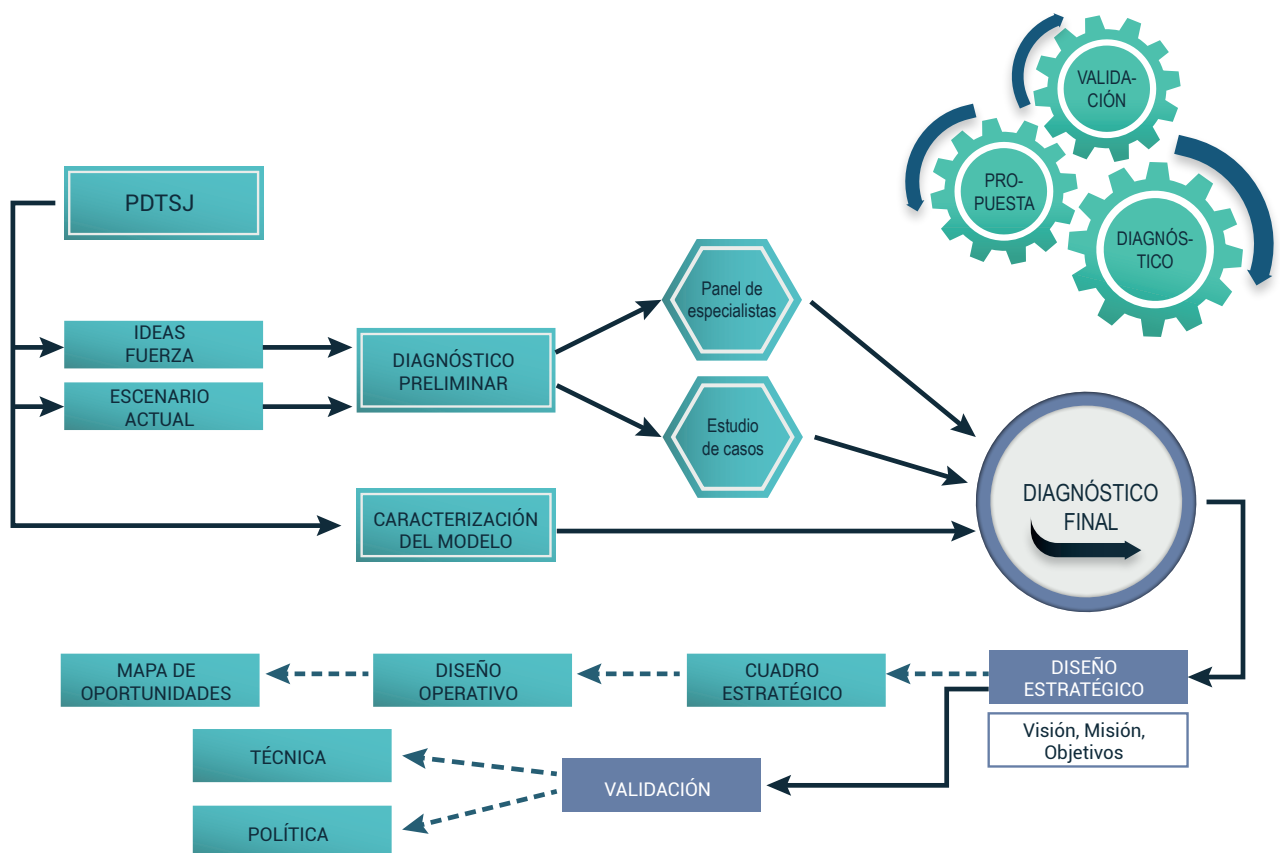 VALIDA-
CIÓN
PRO-
PUESTA
DIAGNÓS-
TICO
PDTSJ
IDEAS
FUERZA
ESCENARIO
ACTUAL
DIAGNÓSTICO
PRELIMINAR
Panel de
especialistas
Estudio
de casos
CARACTERIZACIÓN
DEL MODELO
DIAGNÓSTICO
FINAL
MAPA DE
OPORTUNIDADES
DISEÑO
OPERATIVO
CUADRO
ESTRATÉGICO
DISEÑO
ESTRATÉGICO
Visión, Misión,
Objetivos
TÉCNICA
VALIDACIÓN
POLÍTICA